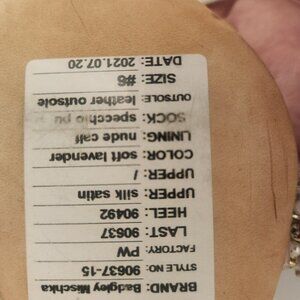 BRAND: Badgley Mischka
STYLE NO: 90637-15
FACTORY: PW
LAST: 90637
HEEL: 90492
UPPER: silk satin
UPPER: /
COLOR: soft lavender
LINING: nude calf
SOCK: specchio pu
OUTSOLE: leather outsole
SIZE: #6
DATE: 2021.07.20